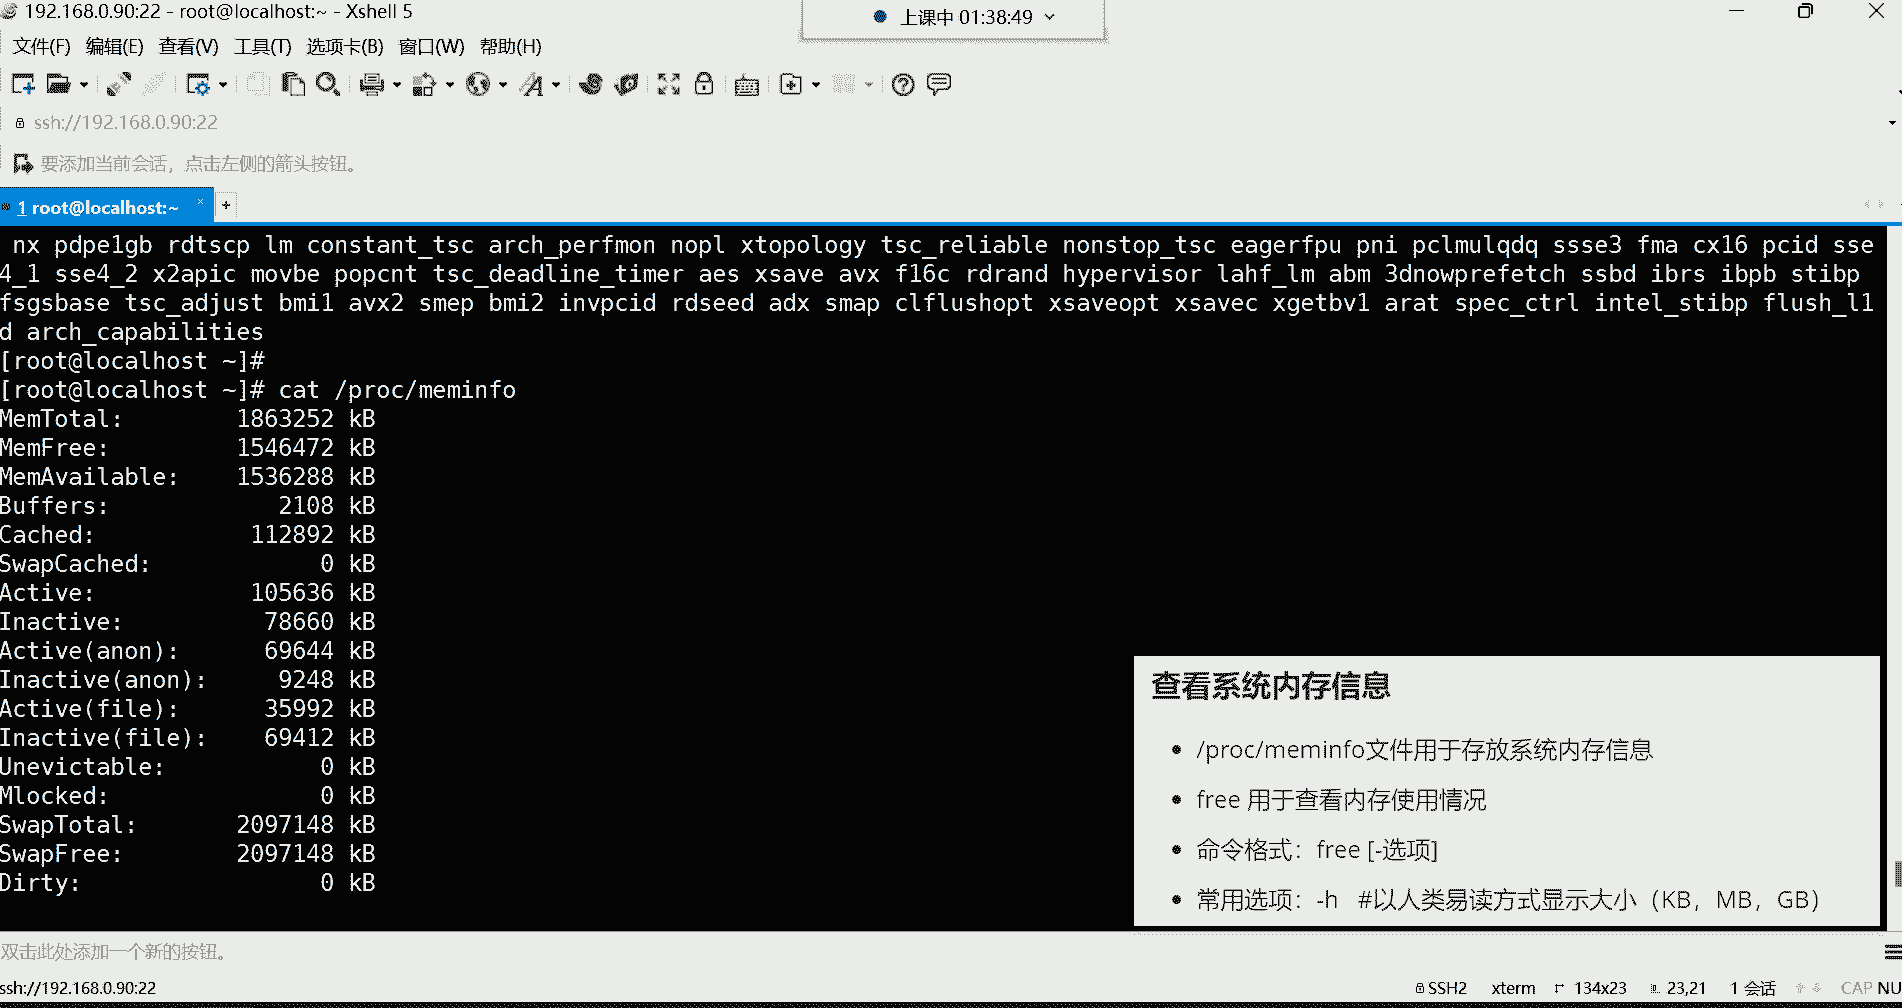 192.168.0.90:22 - root@localhost:~ - Xshell 5
上课中 01:38:49
文件(F) 编辑(E) 查看(V) 工具(T) 选项卡(B) 窗口(W) 帮助(H)
ssh://192.168.0.90:22
要添加当前会话，点击左侧的箭头按钮。
1 root@localhost:~ × +
nx pdpe1gb rdtscp lm constant_tsc arch_perfmon nopl xtopology tsc_reliable nonstop_tsc eagerfpu pni pclmulqdq ssse3 fma cx16 pcid sse
4_1 sse4_2 x2apic movbe popcnt tsc_deadline_timer aes xsave avx f16c rdrand hypervisor lahf_lm abm 3dnowprefetch ssbd ibrs ibpb stibp
fsgsbase tsc_adjust bmi1 avx2 smep bmi2 invpcid rdseed adx smap clflushopt xsaveopt xsavec xgetbv1 arat spec_ctrl intel_stibp flush_l1
d arch_capabilities
[root@localhost ~]#
[root@localhost ~]# cat /proc/meminfo
MemTotal: 1863252 kB
MemFree: 1546472 kB
MemAvailable: 1536288 kB
Buffers: 2108 kB
Cached: 112892 kB
SwapCached: 0 kB
Active: 105636 kB
Inactive: 78660 kB
Active(anon): 69644 kB
Inactive(anon): 9248 kB
Active(file): 35992 kB
Inactive(file): 69412 kB
Unevictable: 0 kB
Mlocked: 0 kB
SwapTotal: 2097148 kB
SwapFree: 2097148 kB
Dirty: 0 kB
查看系统内存信息
• /proc/meminfo文件用于存放系统内存信息
• free 用于查看内存使用情况
• 命令格式：free [-选项]
• 常用选项：-h #以人类易读方式显示大小（KB，MB，GB）
双击此处添加一个新的按钮。
ssh://192.168.0.90:22 SSH2 xterm 134x23 23,21 1 会话 CAP NU